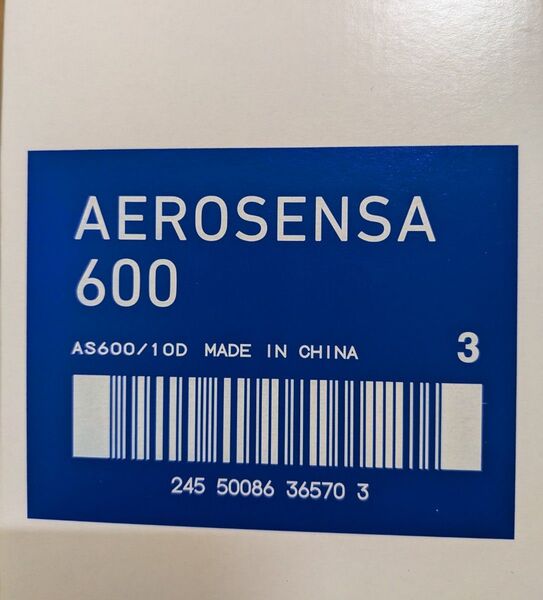 AEROSENSA
600
AS600/10D MADE IN CHINA 3
245 50086 36570 3